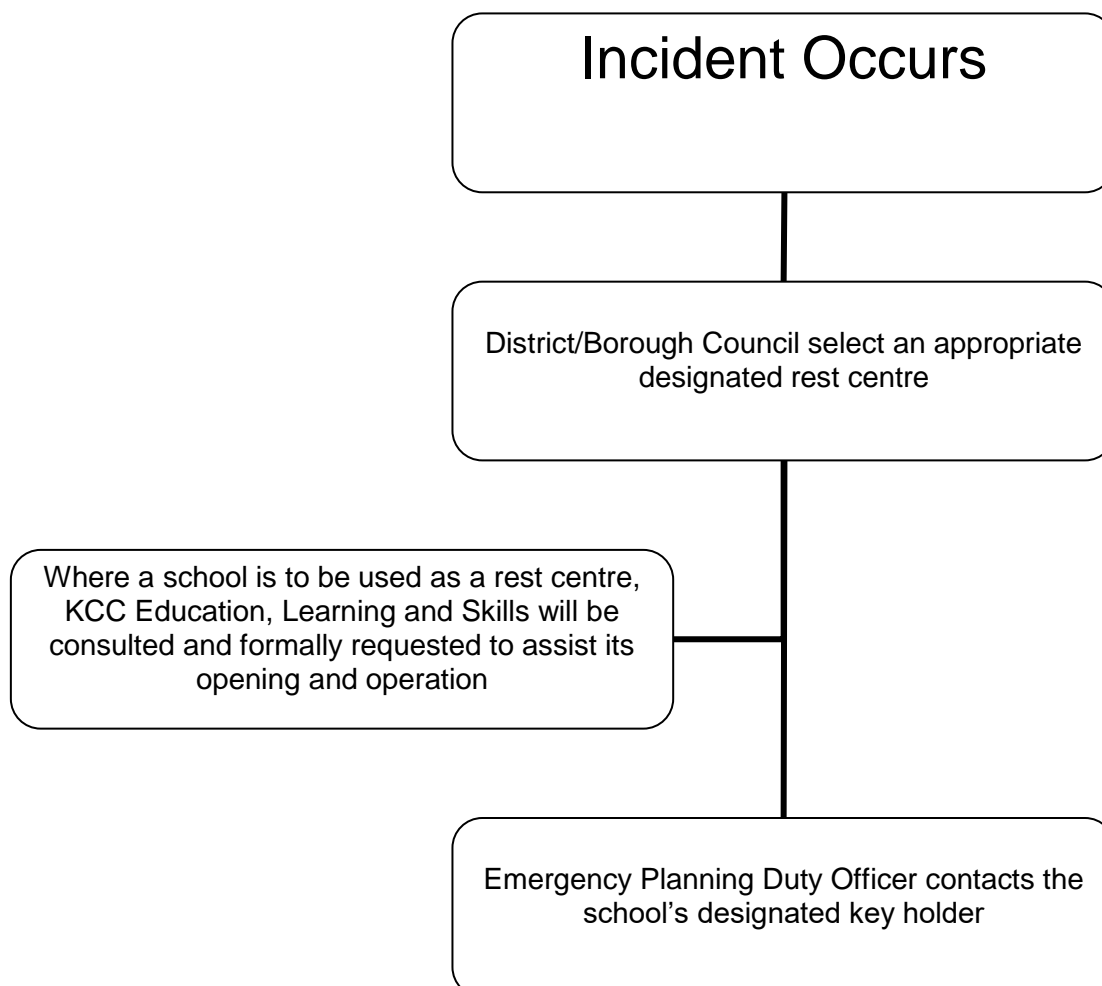 Incident Occurs
District/Borough Council select an appropriate
designated rest centre
Where a school is to be used as a rest centre,
KCC Education, Learning and Skills will be
consulted and formally requested to assist its
opening and operation
Emergency Planning Duty Officer contacts the
school’s designated key holder